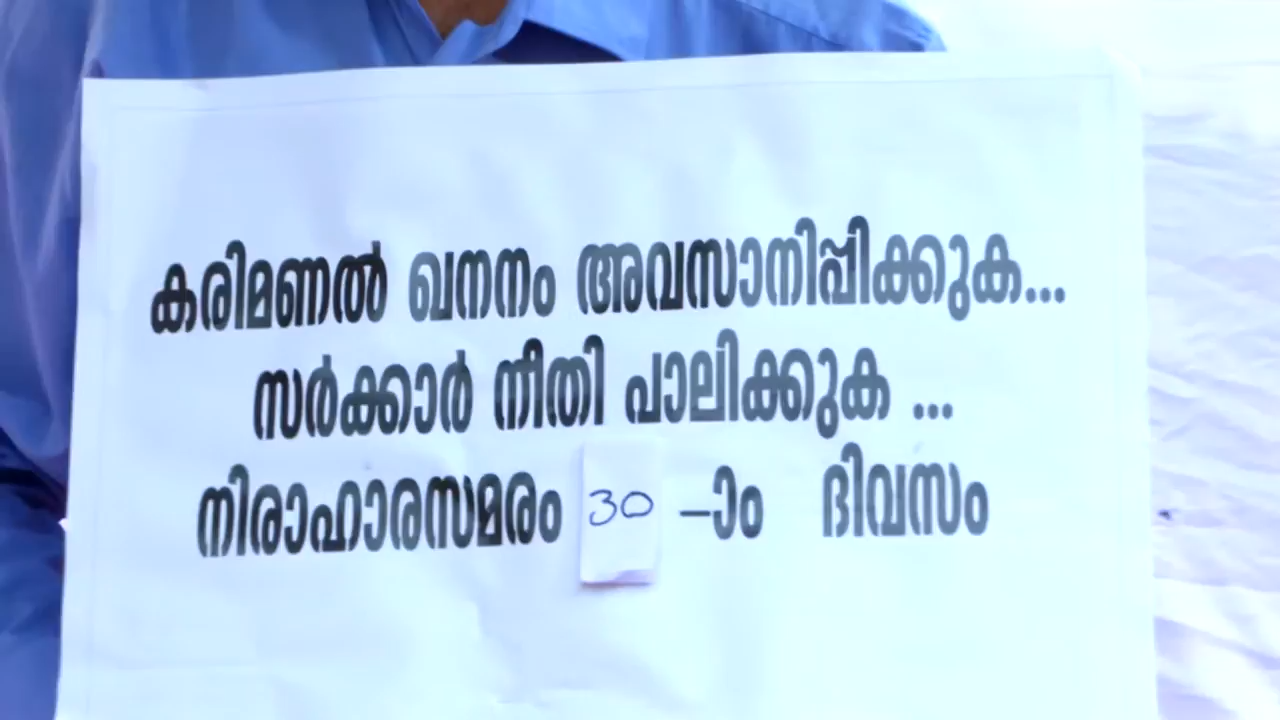 കരിമണൽ ഖനനം അവസാനിപ്പിക്കുക...
സർക്കാർ നീതി പാലിക്കുക ...
നിരാഹാരസമരം 30 -ാം ദിവസം